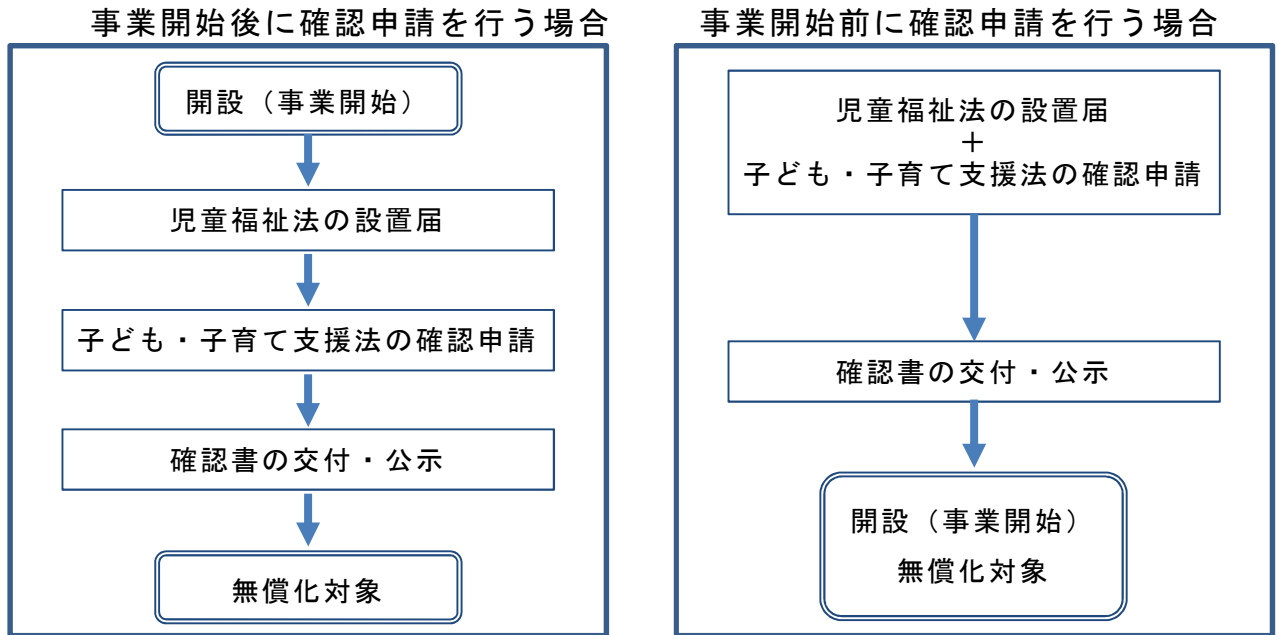 事業開始後に確認申請を行う場合
開設（事業開始）
児童福祉法の設置届
子ども・子育て支援法の確認申請
確認書の交付・公示
無償化対象
事業開始前に確認申請を行う場合
児童福祉法の設置届
＋
子ども・子育て支援法の確認申請
確認書の交付・公示
開設（事業開始）
無償化対象